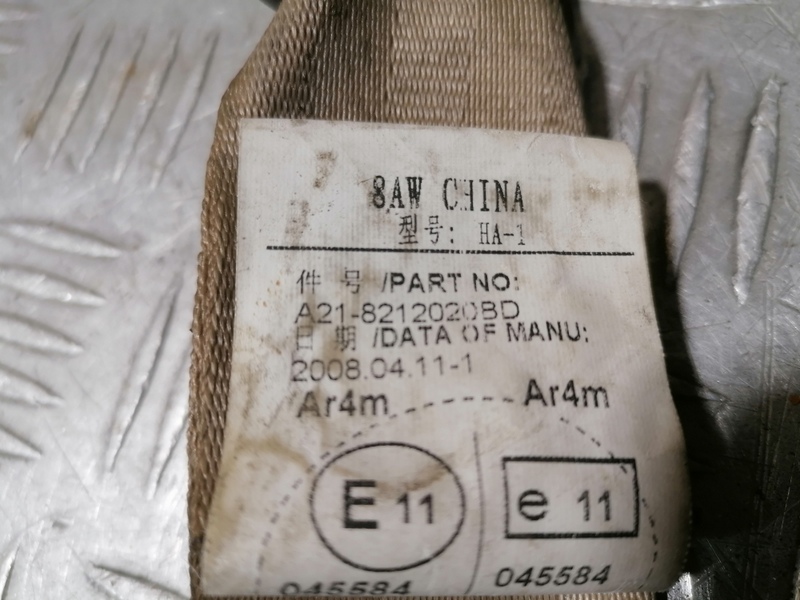 8AW CHINA
型号: HA-1
件 号 /PART NO:
A21-8212020BD
日 期 /DATA OF MANU:
2008.04.11-1
Ar4m Ar4m
E 11 e 11
045584 045584